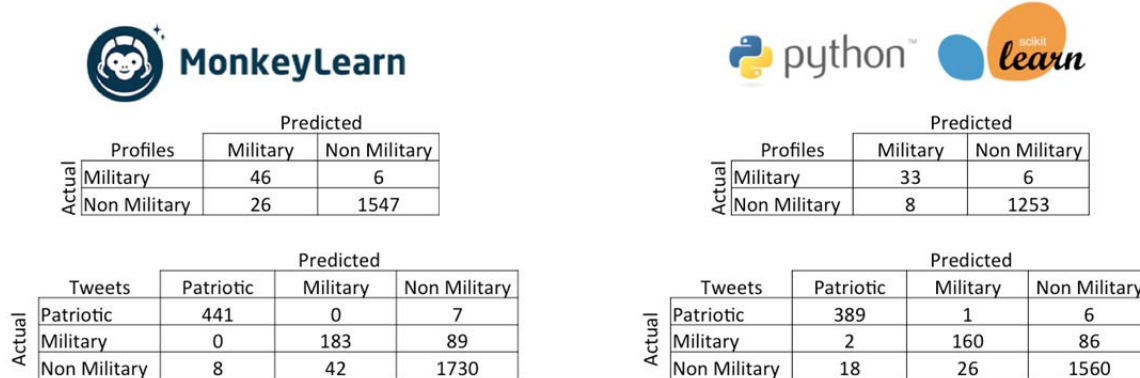 MonkeyLearn
python™
scikit
learn
Predicted
Profiles Military Non Military
Actual
Military 46 6
Non Military 26 1547
Predicted
Profiles Military Non Military
Actual
Military 33 6
Non Military 8 1253
Predicted
Tweets Patriotic Military Non Military
Actual
Patriotic 441 0 7
Military 0 183 89
Non Military 8 42 1730
Predicted
Tweets Patriotic Military Non Military
Actual
Patriotic 389 1 6
Military 2 160 86
Non Military 18 26 1560